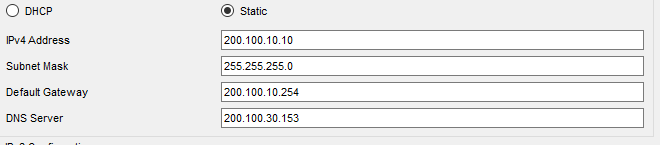 DHCP Static
IPv4 Address 200.100.10.10
Subnet Mask 255.255.255.0
Default Gateway 200.100.10.254
DNS Server 200.100.30.153